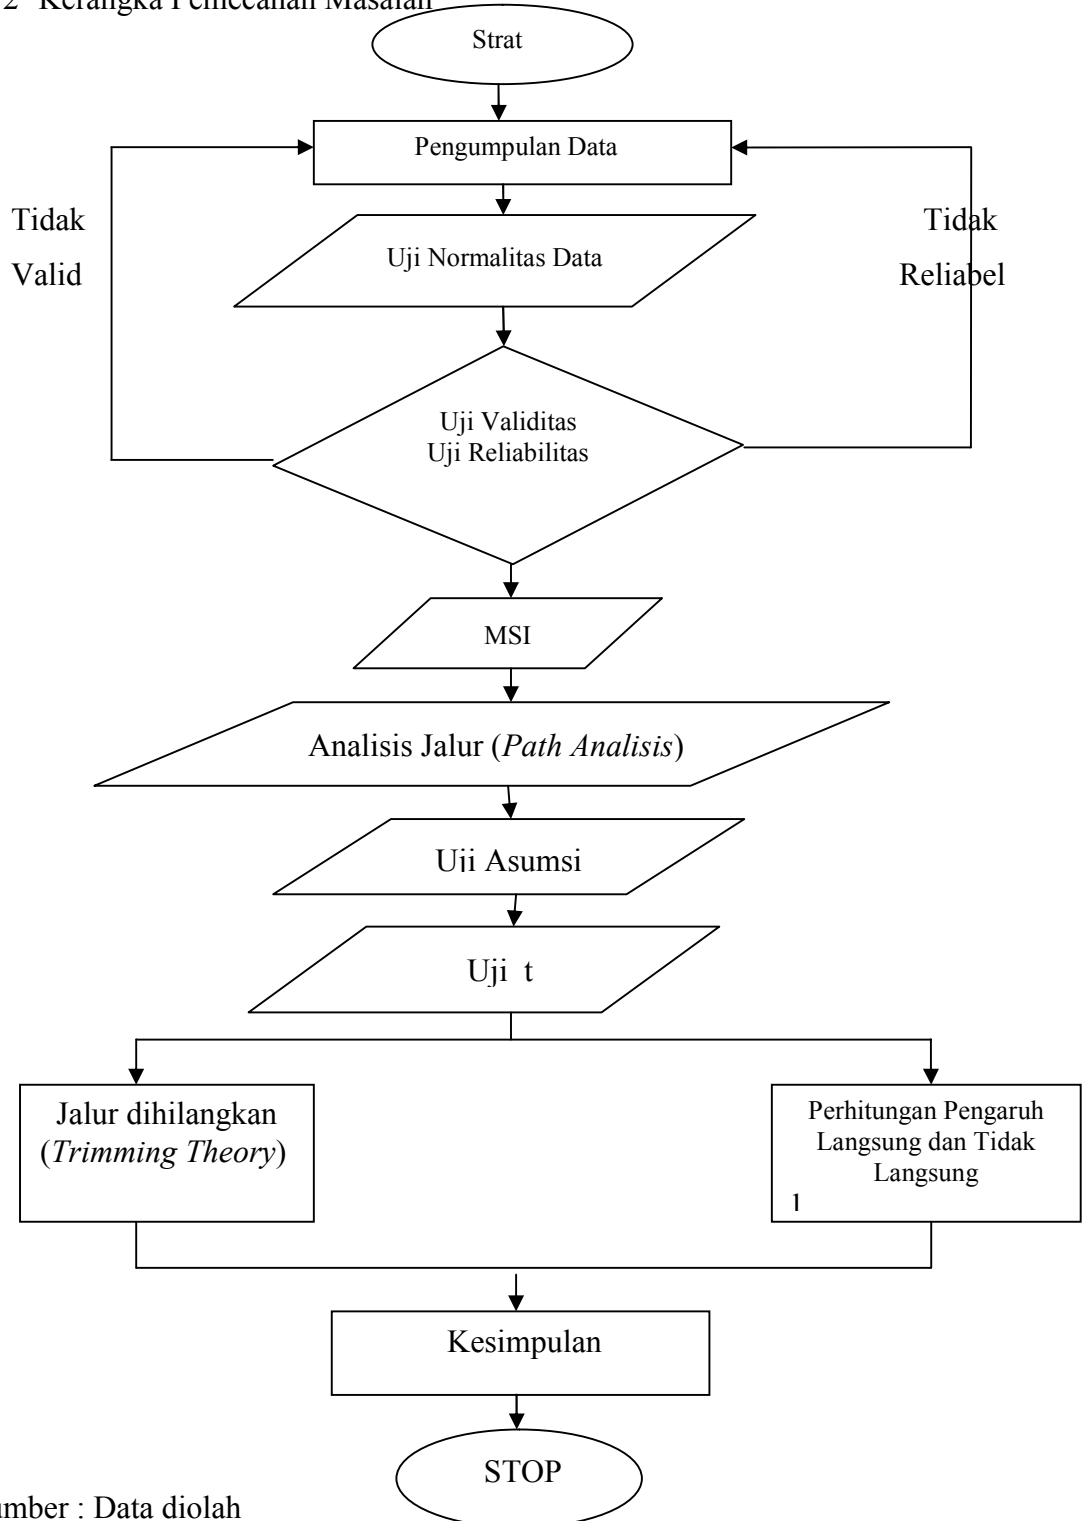 2 Kerangka Pemecahan Masalah
Strat
Pengumpulan Data
Tidak
Valid
Tidak
Reliabel
Uji Normalitas Data
Uji Validitas
Uji Reliabilitas
MSI
Analisis Jalur (Path Analisis)
Uji Asumsi
Uji t
Jalur dihilangkan
(Trimming Theory)
Perhitungan Pengaruh
Langsung dan Tidak
Langsung
Kesimpulan
STOP
umber : Data diolah